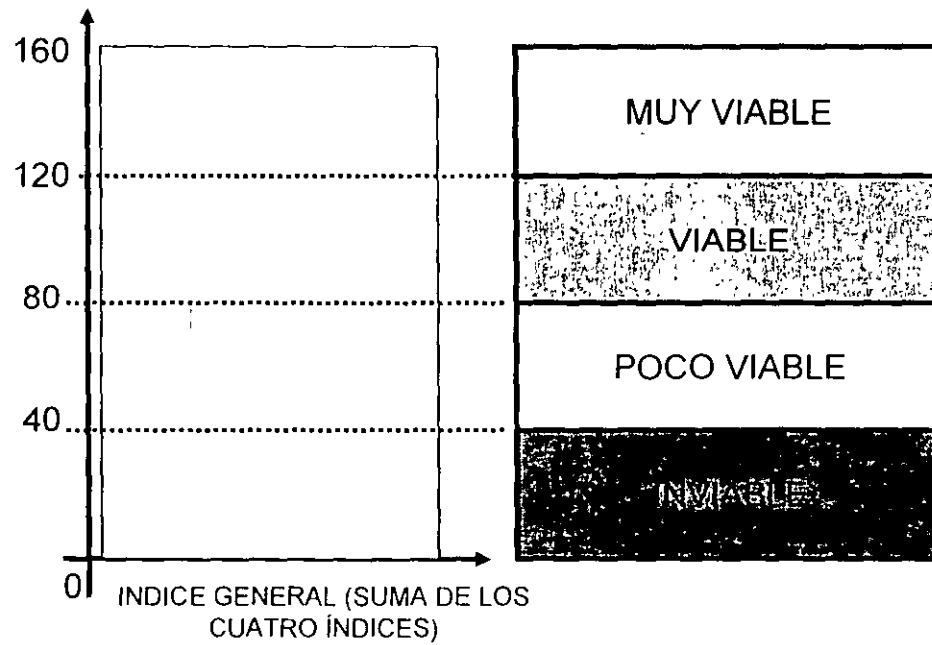 160
MUY VIABLE
120
VIABLE
80
POCO VIABLE
40
INVIABLE
0
INDICE GENERAL (SUMA DE LOS
CUATRO ÍNDICES)